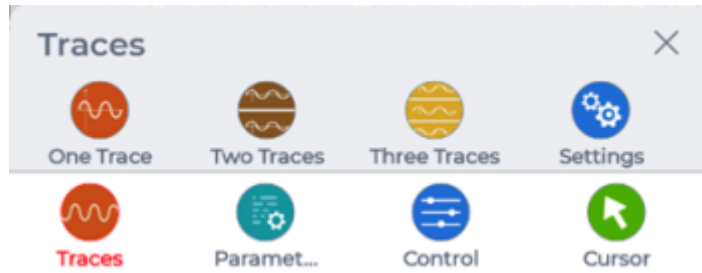 Traces
One Trace Two Traces Three Traces Settings
Traces Paramet... Control Cursor